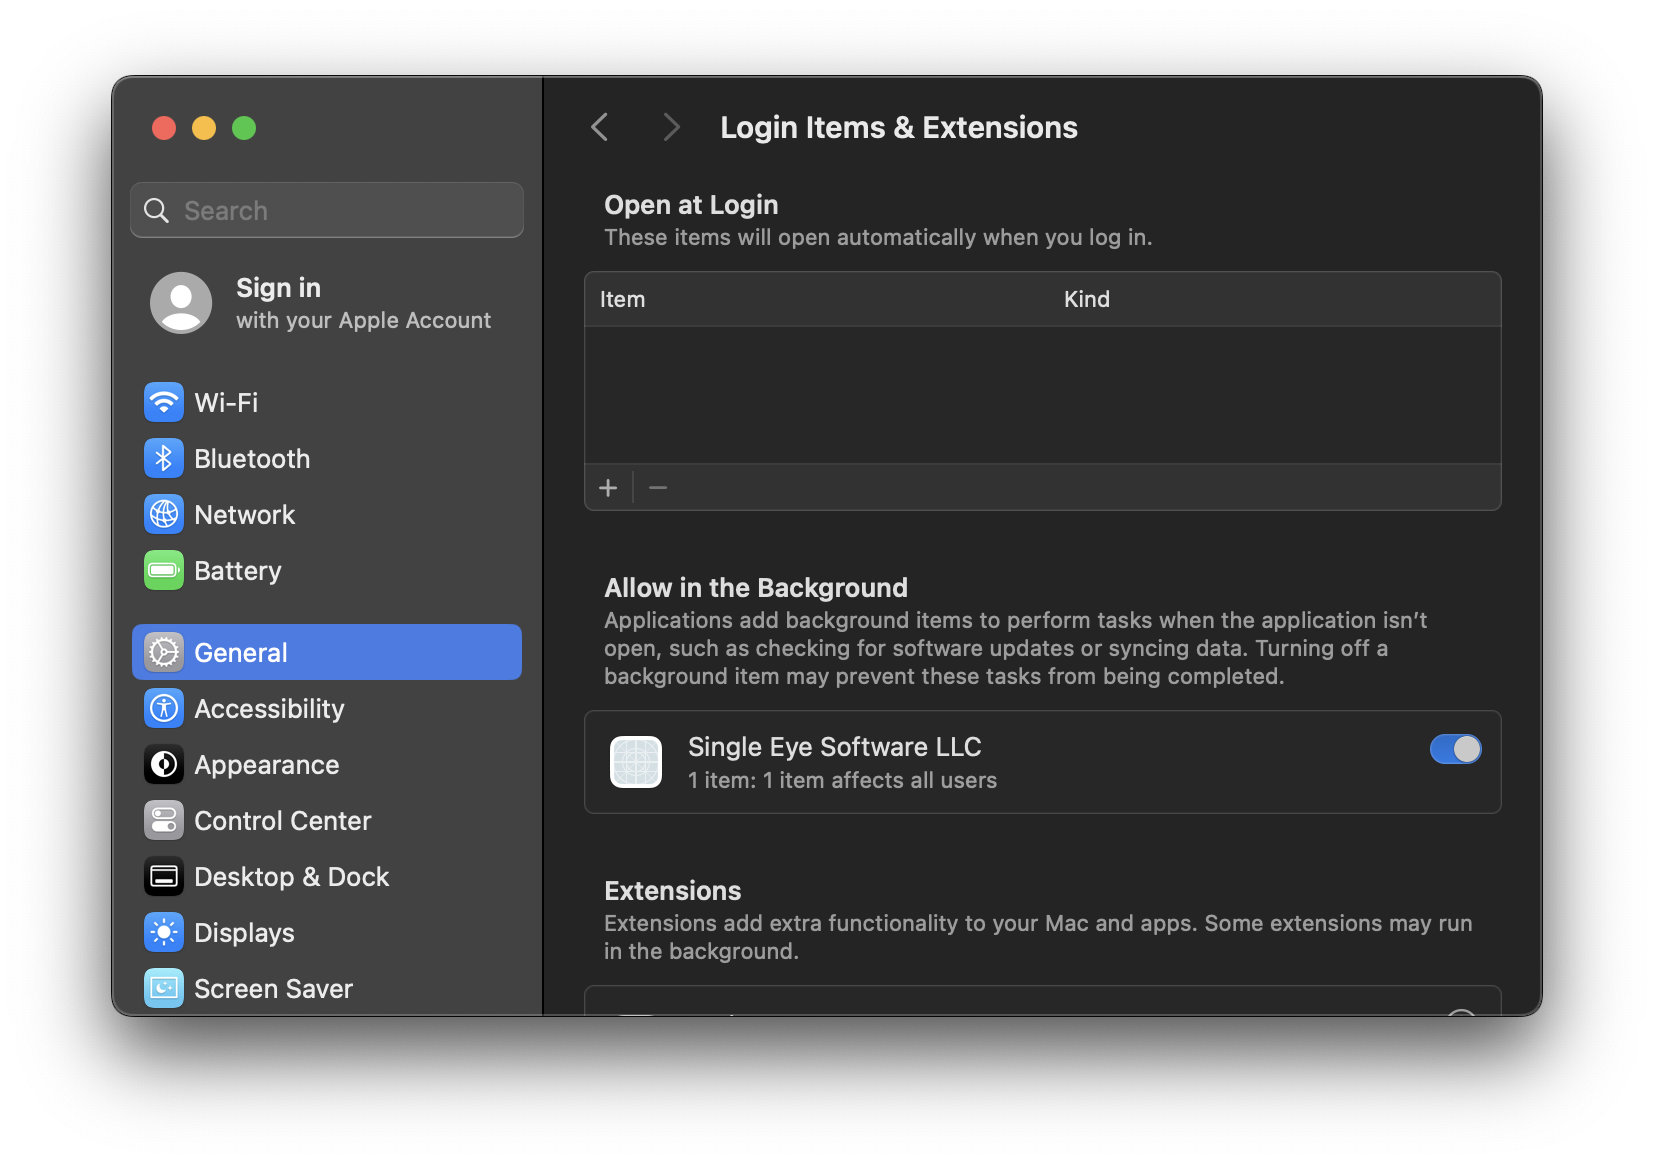 Search
Sign in
with your Apple Account
Wi-Fi
Bluetooth
Network
Battery
General
Accessibility
Appearance
Control Center
Desktop & Dock
Displays
Screen Saver
Login Items & Extensions
Open at Login
These items will open automatically when you log in.
Item Kind
Allow in the Background
Applications add background items to perform tasks when the application isn’t
open, such as checking for software updates or syncing data. Turning off a
background item may prevent these tasks from being completed.
Single Eye Software LLC
1 item: 1 item affects all users
Extensions
Extensions add extra functionality to your Mac and apps. Some extensions may run
in the background.